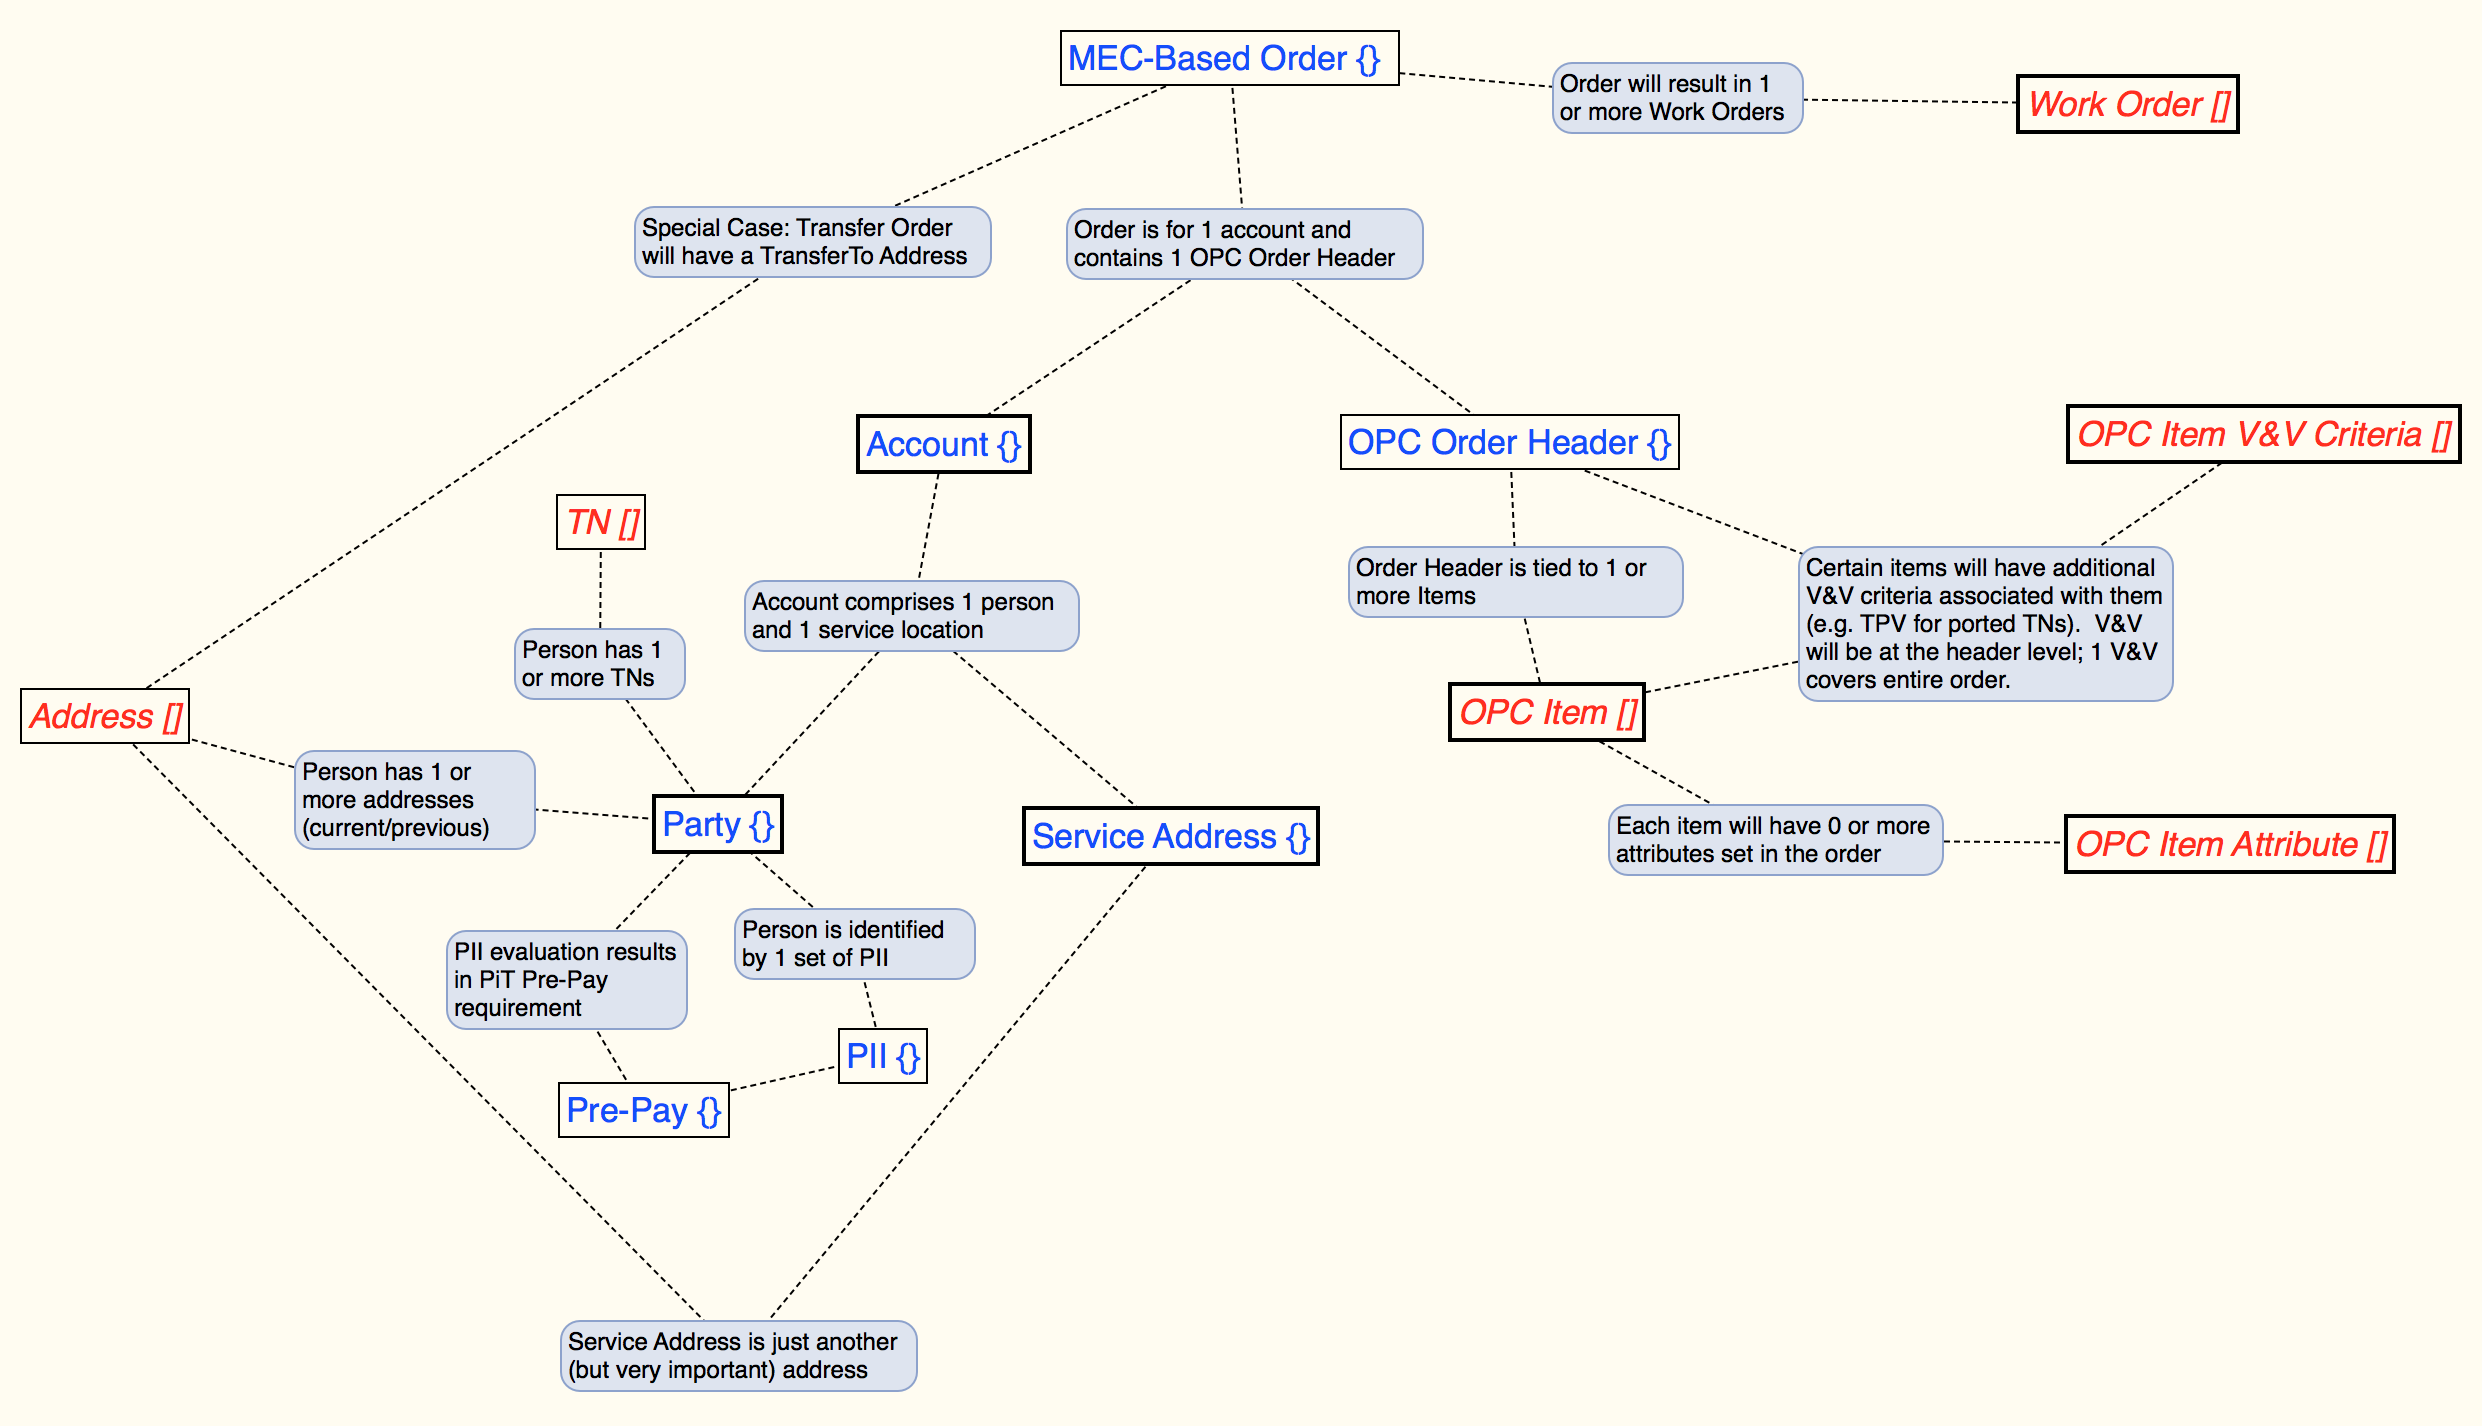 MEC-Based Order {}
Order will result in 1
or more Work Orders
Work Order []
Special Case: Transfer Order
will have a TransferTo Address
Order is for 1 account and
contains 1 OPC Order Header
Account {}
OPC Order Header {}
OPC Item V&V Criteria []
TN []
Order Header is tied to 1 or
more Items
Certain items will have additional
V&V criteria associated with them
(e.g. TPV for ported TNs).  V&V
will be at the header level; 1 V&V
covers entire order.
Account comprises 1 person
and 1 service location
Person has 1
or more TNs
Address []
OPC Item []
Person has 1 or
more addresses
(current/previous)
Party {}
Service Address {}
Each item will have 0 or more
attributes set in the order
OPC Item Attribute []
PII evaluation results
in PiT Pre-Pay
requirement
Person is identified
by 1 set of PII
PII {}
Pre-Pay {}
Service Address is just another
(but very important) address